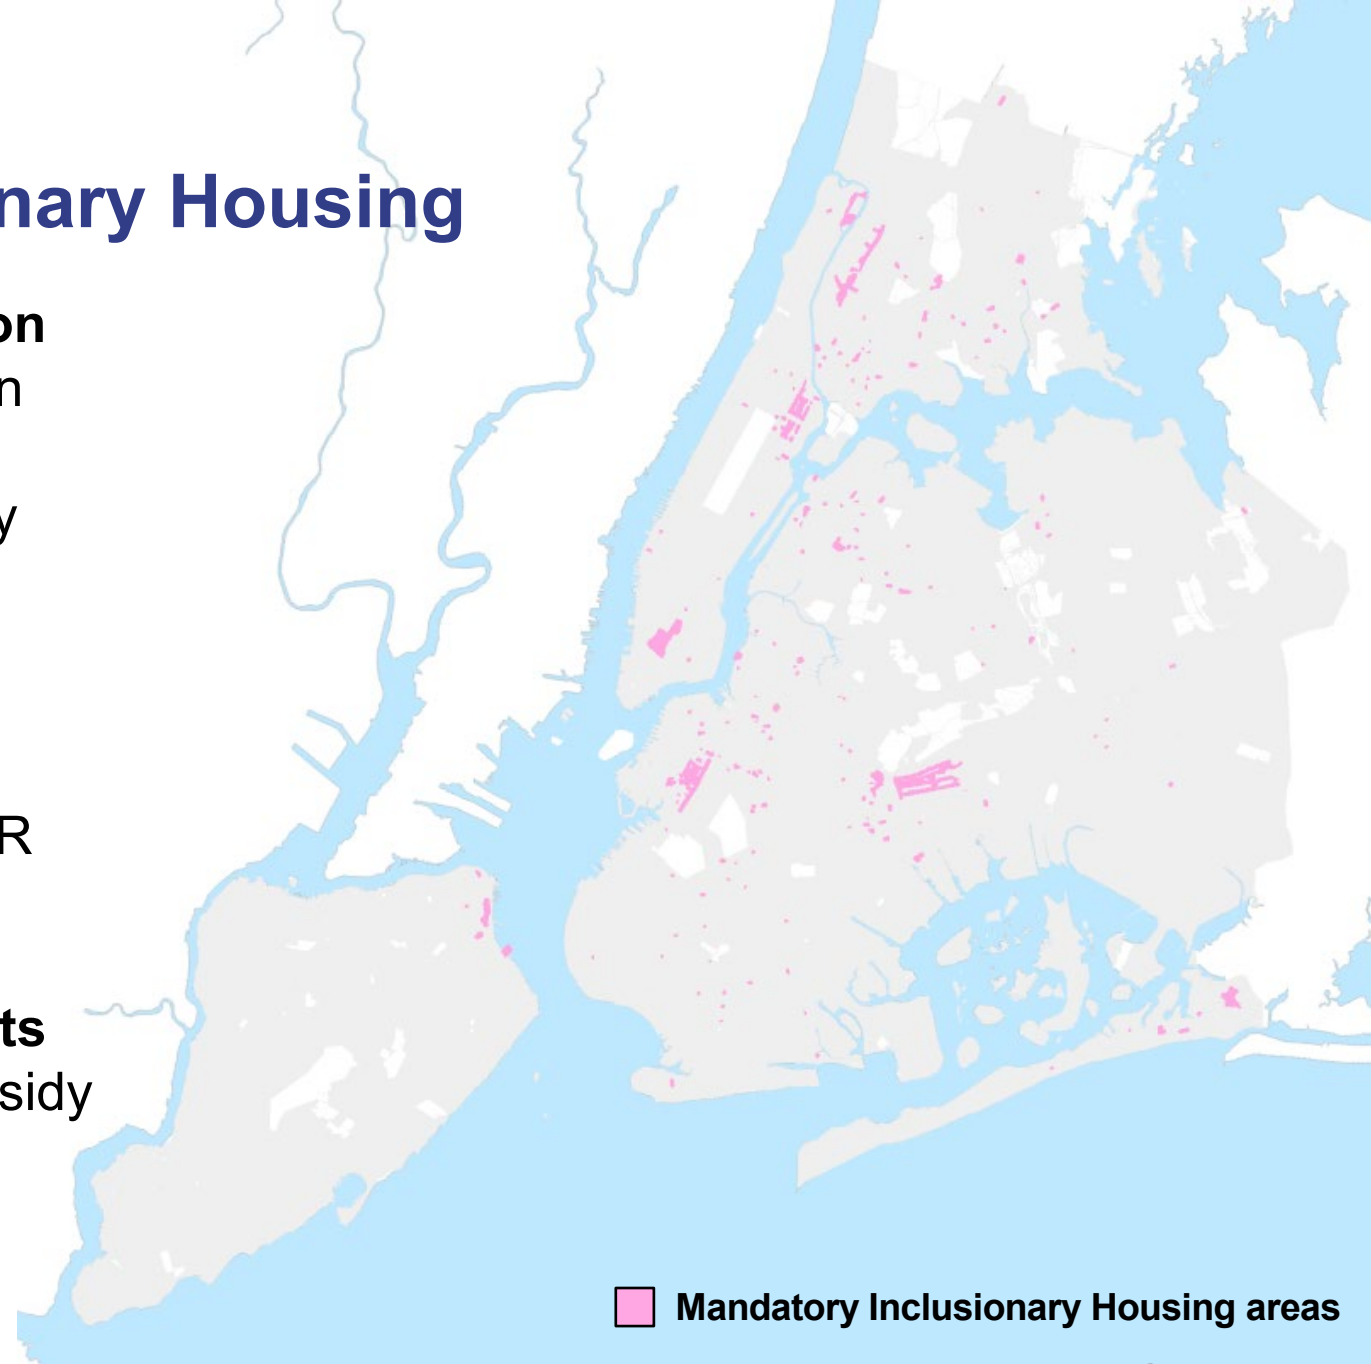 nary Housing
on
n
y
R
ts
sidy
Mandatory Inclusionary Housing areas